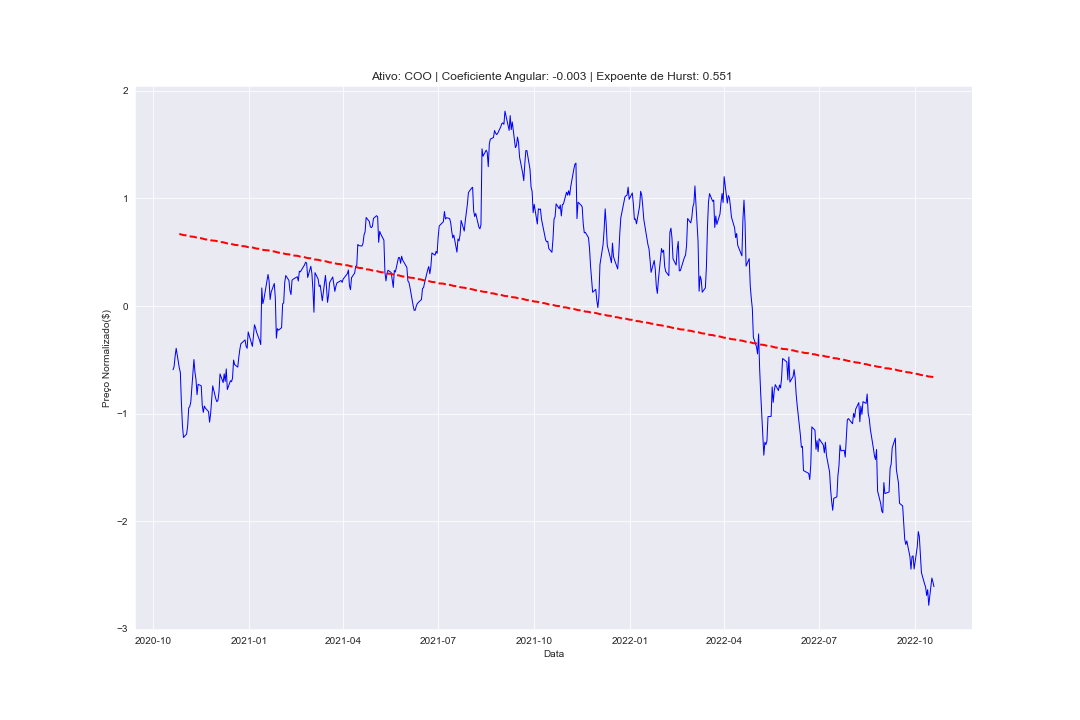 Ativo: COO | Coeficiente Angular: -0.003 | Expoente de Hurst: 0.551
2
1
0
−1
−2
−3
Preço Normalizado($)
2020-10 2021-01 2021-04 2021-07 2021-10 2022-01 2022-04 2022-07 2022-10
Data